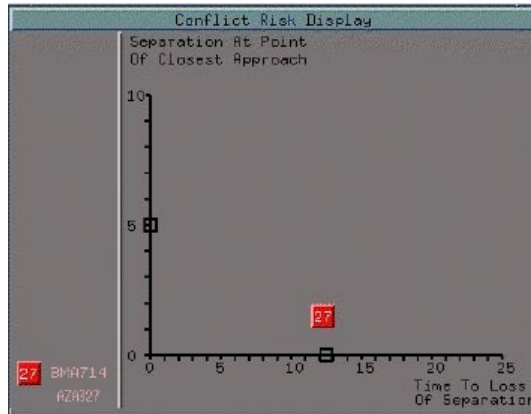 Conflict Risk Display
Separation At Point
Of Closest Approach
10
5
27
0
0 5 10 15 20 25
Time To Loss
Of Separation
27 BMA714
AZA327